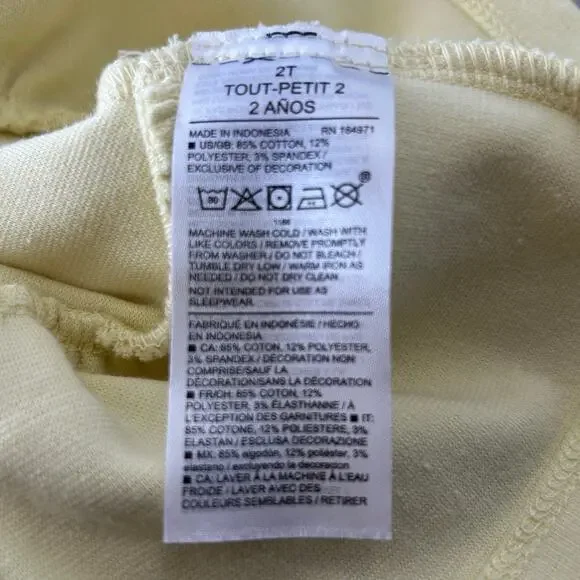 2T
TOUT-PETIT 2
2 AÑOS
MADE IN INDONESIA RN 184971
■ US/GB: 85% COTTON, 12%
POLYESTER, 3% SPANDEX /
EXCLUSIVE OF DECORATION
®
MACHINE WASH COLD / WASH WITH
LIKE COLORS / REMOVE PROMPTLY
FROM WASHER / DO NOT BLEACH /
TUMBLE DRY LOW / WARM IRON AS
NEEDED / DO NOT DRY CLEAN
NOT INTENDED FOR USE AS
SLEEPWEAR.
FABRIQUÉ EN INDONÉSIE / HECHO
EN INDONESIA
■ CA: 85% COTON, 12% POLYESTER,
3% SPANDEX / DÉCORATION NON
COMPRISE/SAUF LA
DÉCORATION/SANS LA DÉCORATION
■ FR/CH: 85% COTON, 12%
POLYESTER, 3% ÉLASTHANNE / À
L'EXCEPTION DES GARNITURES ■ IT:
85% COTONE, 12% POLIESTERE, 3%
ELASTAN / ESCLUSA DECORAZIONE
■ MX: 85% algodón, 12% poliéster, 3%
elastano / excluyendo la decoracion
■ CA: LAVER À LA MACHINE À L'EAU
FROIDE / LAVER AVEC DES
COULEURS SEMBLABLES / RETIRER